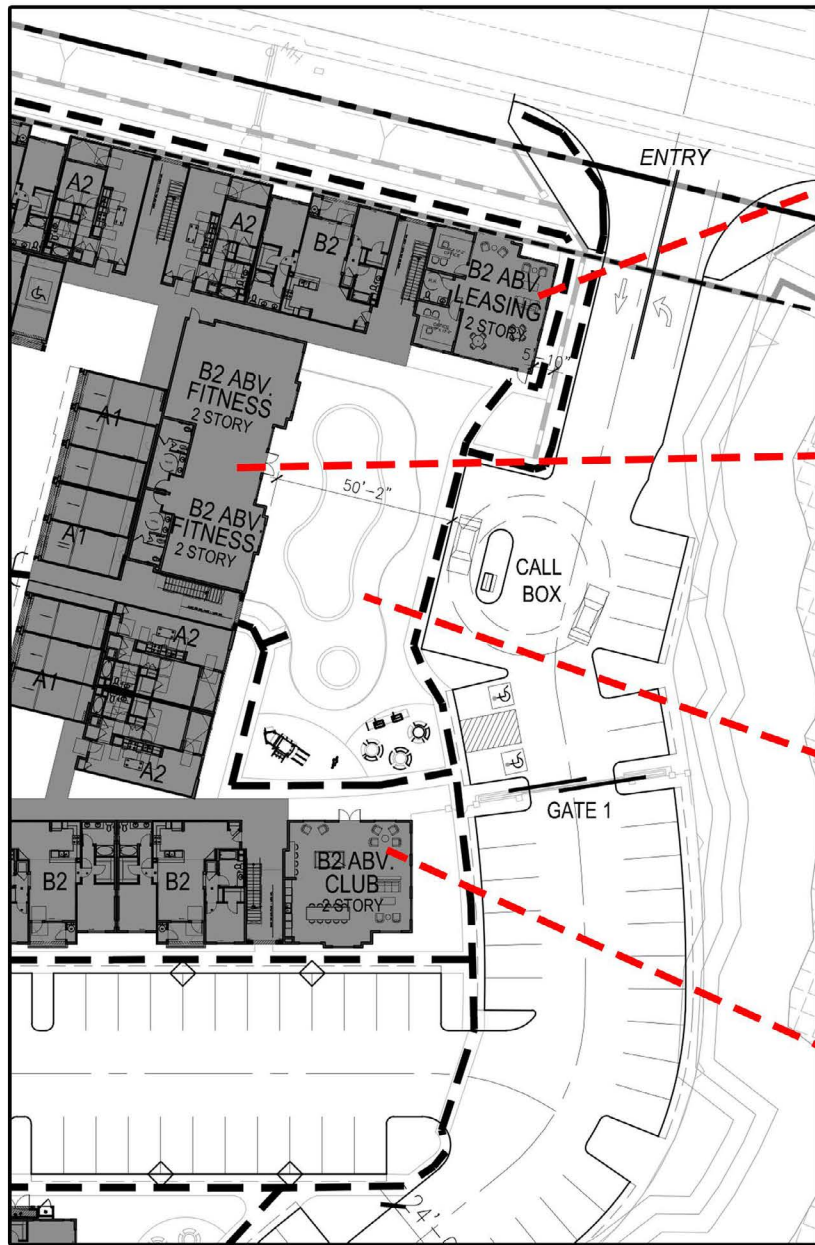 MH
ENTRY
A2
A2
B2
B2 ABV.
LEASING
2 STORY
5'-10"
B2 ABV.
FITNESS
2 STORY
A1
50'-2"
B2 ABV.
FITNESS
2 STORY
A1
CALL
BOX
A2
A1
A2
GATE 1
B2
B2
B2 ABV.
CLUB
2 STORY